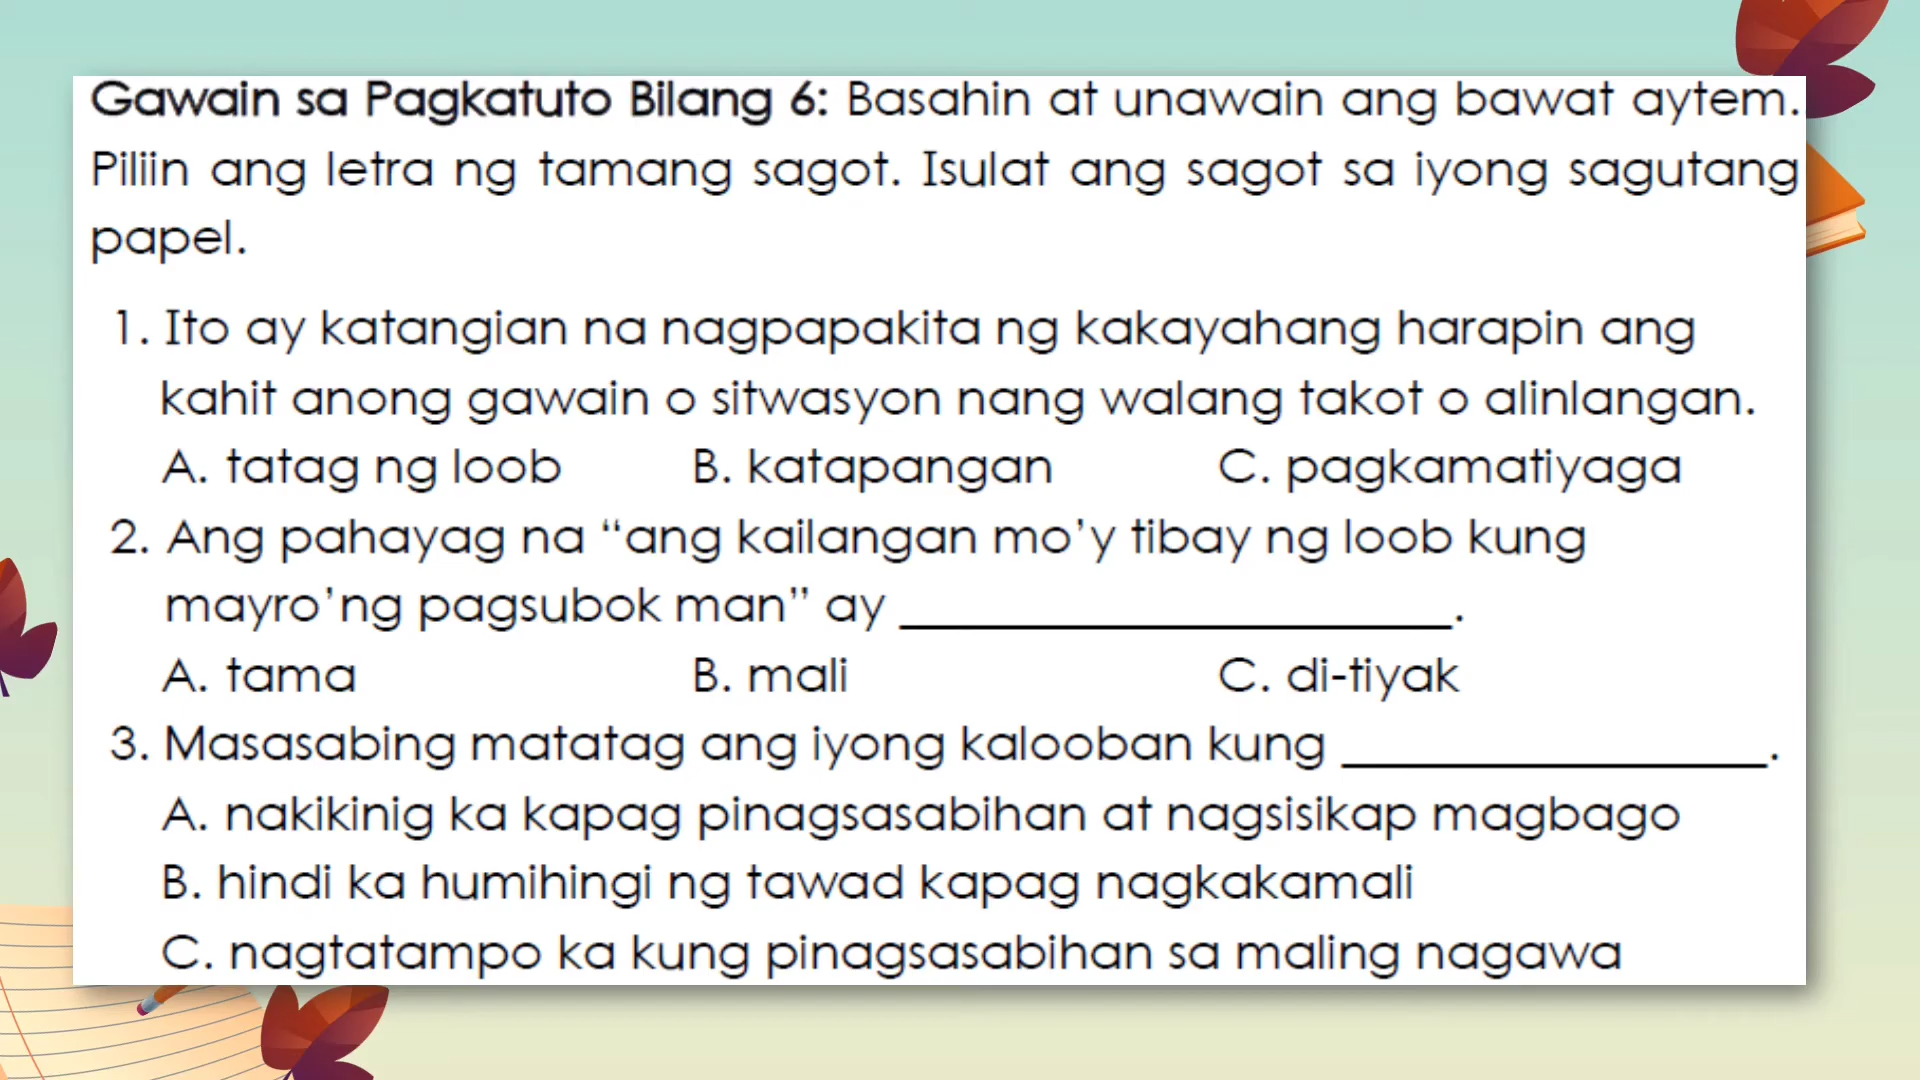 Gawain sa Pagkatuto Bilang 6: Basahin at unawain ang bawat aytem.
Piliin ang letra ng tamang sagot. Isulat ang sagot sa iyong sagutang
papel.
1. Ito ay katangian na nagpapakita ng kakayahang harapin ang
kahit anong gawain o sitwasyon nang walang takot o alinlangan.
A. tatag ng loob B. katapangan C. pagkamatiyaga
2. Ang pahayag na “ang kailangan mo’y tibay ng loob kung
mayro’ng pagsubok man” ay ____________________.
A. tama B. mali C. di-tiyak
3. Masasabing matatag ang iyong kalooban kung ________________.
A. nakikinig ka kapag pinagsasabihan at nagsisikap magbago
B. hindi ka humihingi ng tawad kapag nagkakamali
C. nagtatampo ka kung pinagsasabihan sa maling nagawa